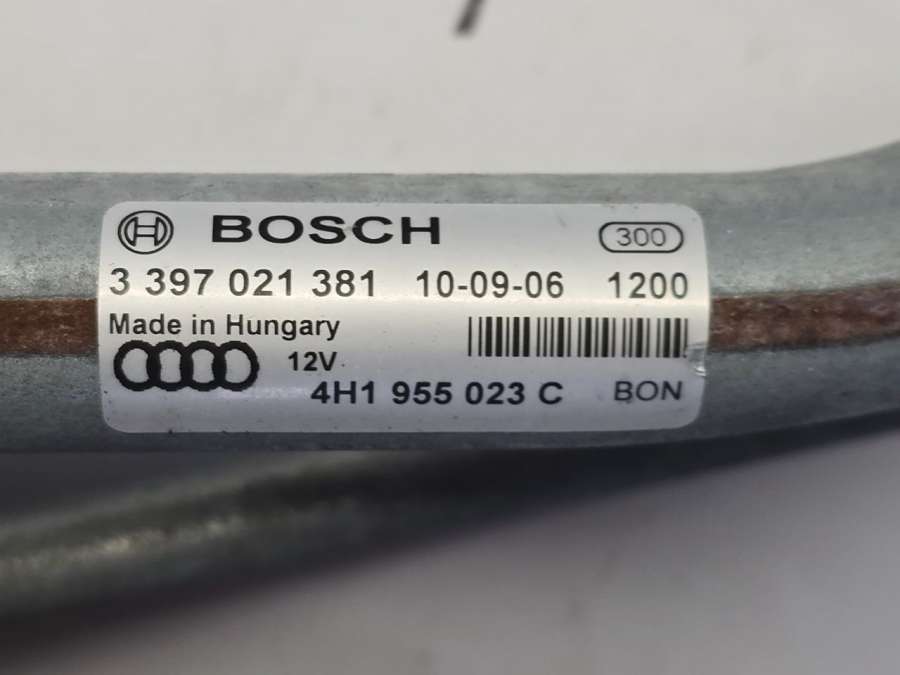 BOSCH 300
3 397 021 381 10-09-06 1200
Made in Hungary
12V
4H1 955 023 C BON